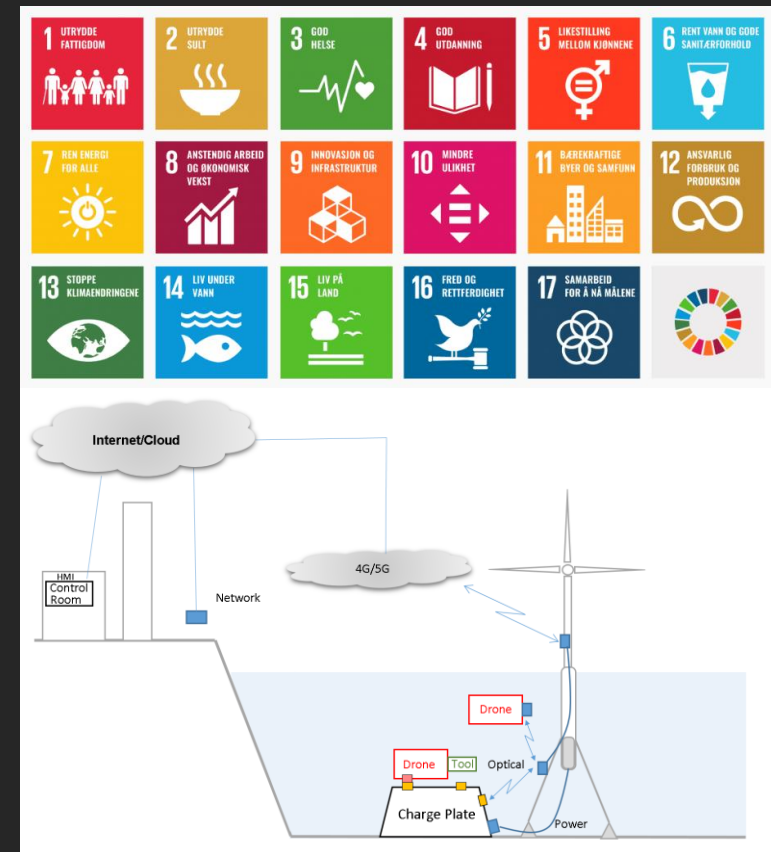 1 UTRYDDE
FATTIGDOM
2 UTRYDDE
SULT
3 GOD
HELSE
4 GOD
UTDANNING
5 LIKESTILLING
MELLOM KJØNNENE
6 RENT VANN OG GODE
SANITÆRFORHOLD
7 REN ENERGI
FOR ALLE
8 ANSTENDIG ARBEID
OG ØKONOMISK
VEKST
9 INNOVASJON OG
INFRASTRUKTUR
10 MINDRE
ULIKHET
11 BÆREKRAFTIGE
BYER OG SAMFUNN
12 ANSVARLIG
FORBRUK OG
PRODUKSJON
13 STOPPE
KLIMAENDRINGENE
14 LIV UNDER
VANN
15 LIV PÅ
LAND
16 FRED OG
RETTFERDIGHET
17 SAMARBEID
FOR Å NÅ MÅLENE
Internet/Cloud
4G/5G
HMI
Control
Room
Network
Drone
Drone
Tool
Optical
Charge Plate
Power